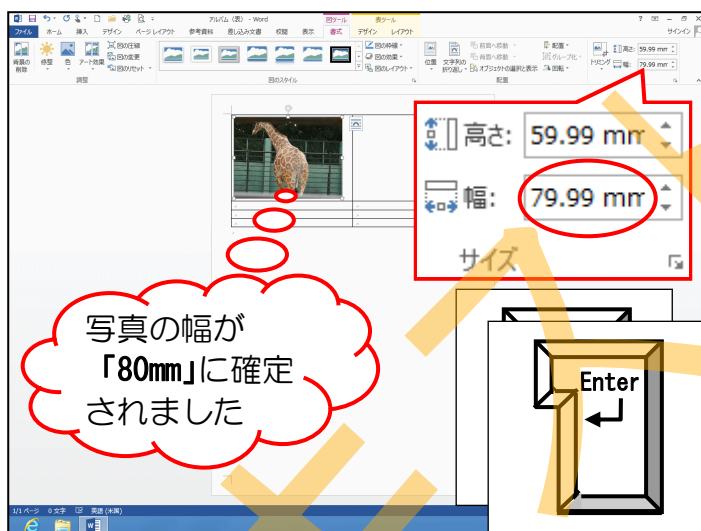 アルバム（表） - Word
図ツール
表ツール
サインイン
ファイル ホーム 挿入 デザイン ページ レイアウト 参考資料 差し込み文書 校閲 表示 書式 デザイン レイアウト
背景の削除
修整
色
アート効果
図の圧縮
図の変更
図のリセット
調整
図のスタイル
図の枠線
図の効果
図のレイアウト
位置
文字列の折り返し
前面へ移動
背面へ移動
オブジェクトの選択と表示
配置
グループ化
回転
配置
トリミング
高さ: 59.99 mm
幅: 79.99 mm
高さ: 59.99 mm
幅: 79.99 mm
サイズ
写真の幅が
「80mm」に確定
されました
Enter
1/1 ページ 0 文字 英語 (米国)